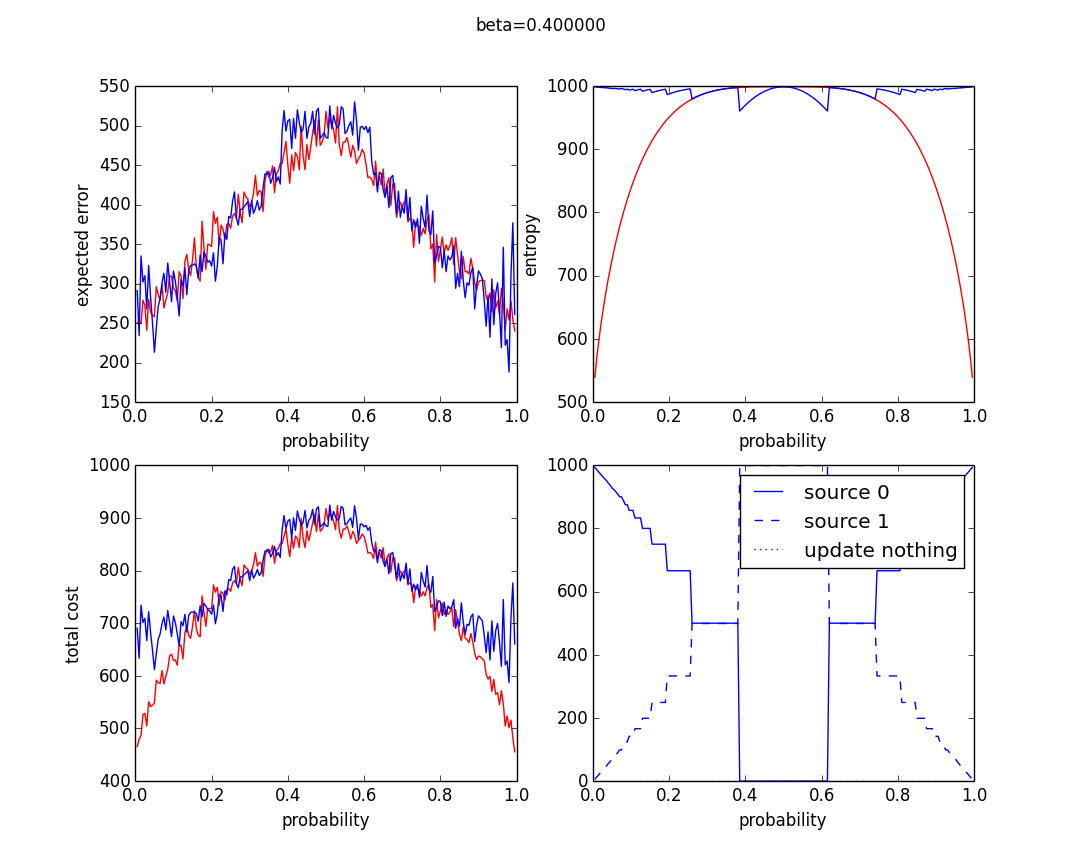 beta=0.400000
550
500
450
400
350
300
250
200
150
expected error
0.0 0.2 0.4 0.6 0.8 1.0
probability
1000
900
800
700
600
500
entropy
0.0 0.2 0.4 0.6 0.8 1.0
probability
1000
900
800
700
600
500
400
total cost
0.0 0.2 0.4 0.6 0.8 1.0
probability
1000
800
600
400
200
0
source 0
source 1
update nothing
0.0 0.2 0.4 0.6 0.8 1.0
probability